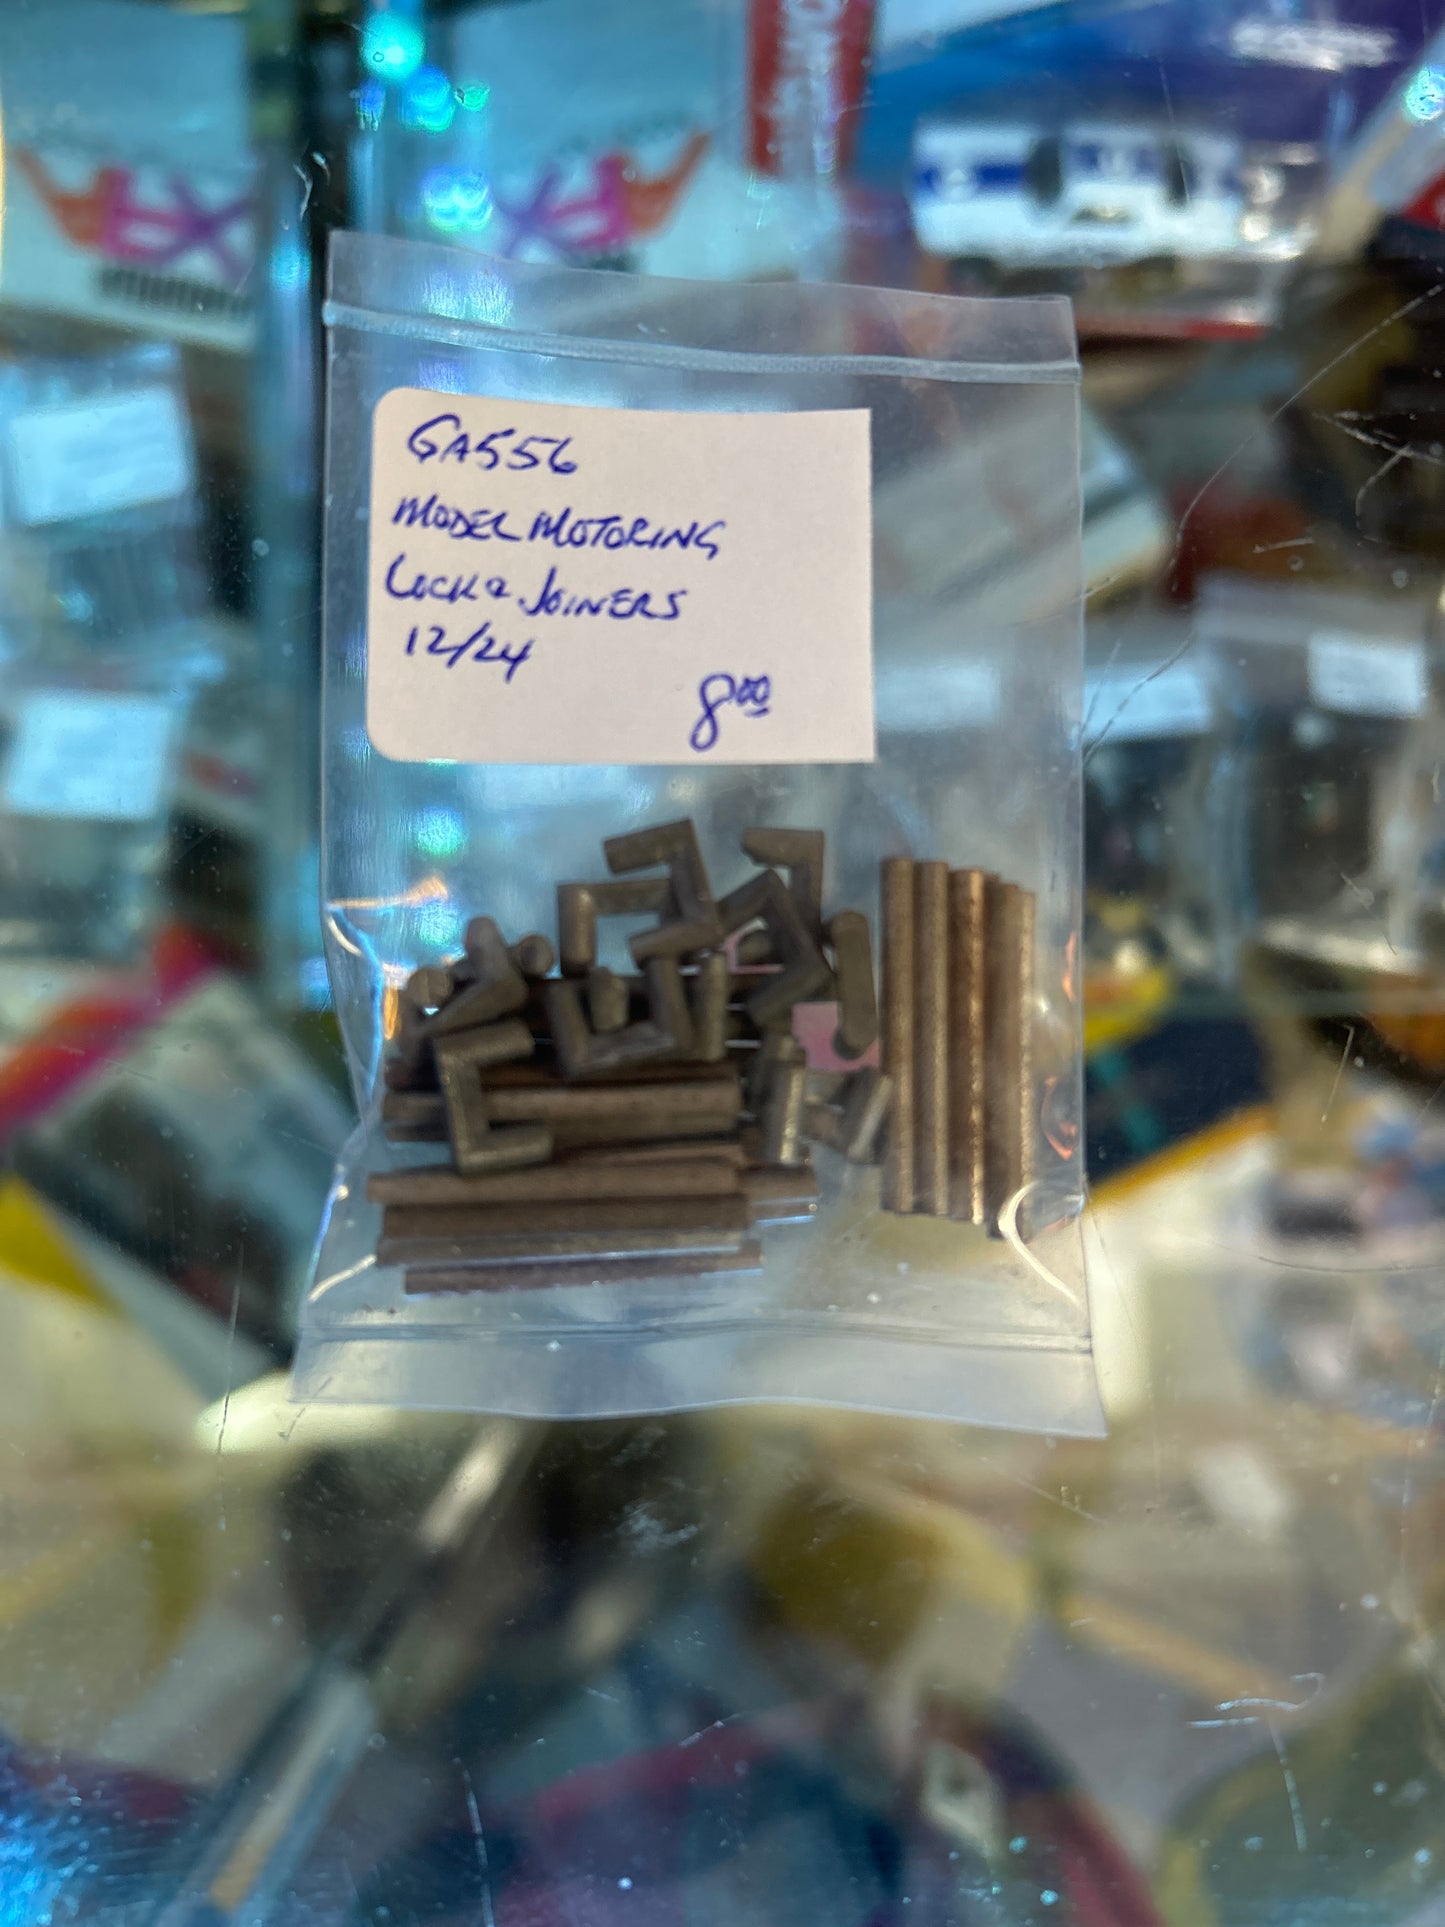 GA556
MODEL MOTORING
LOCK & JOINERS
12/24
8.00